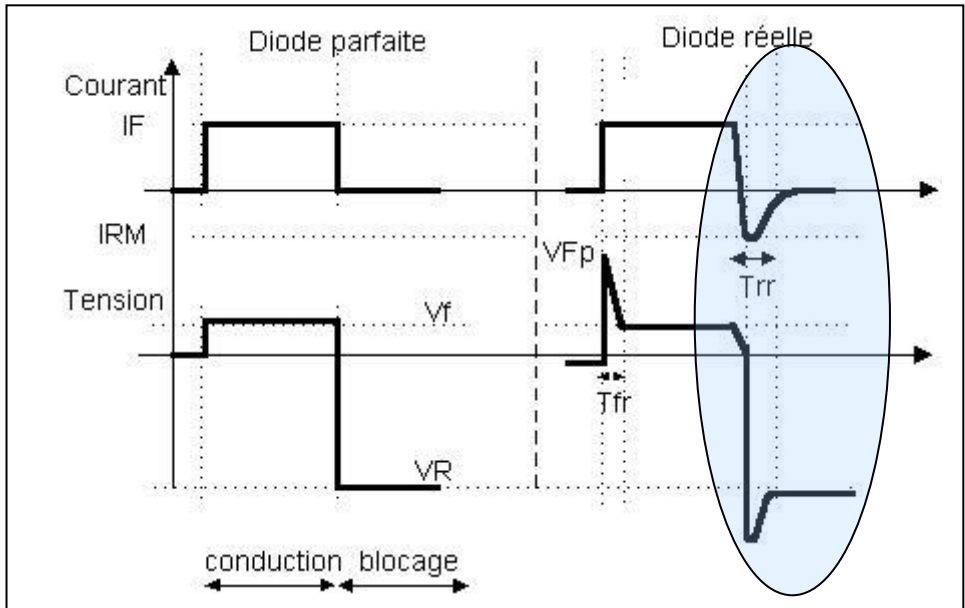 Diode parfaite
Diode réelle
Courant
IF
IRM
VFp
Trr
Tension
Vf
Tfr
VR
conduction blocage